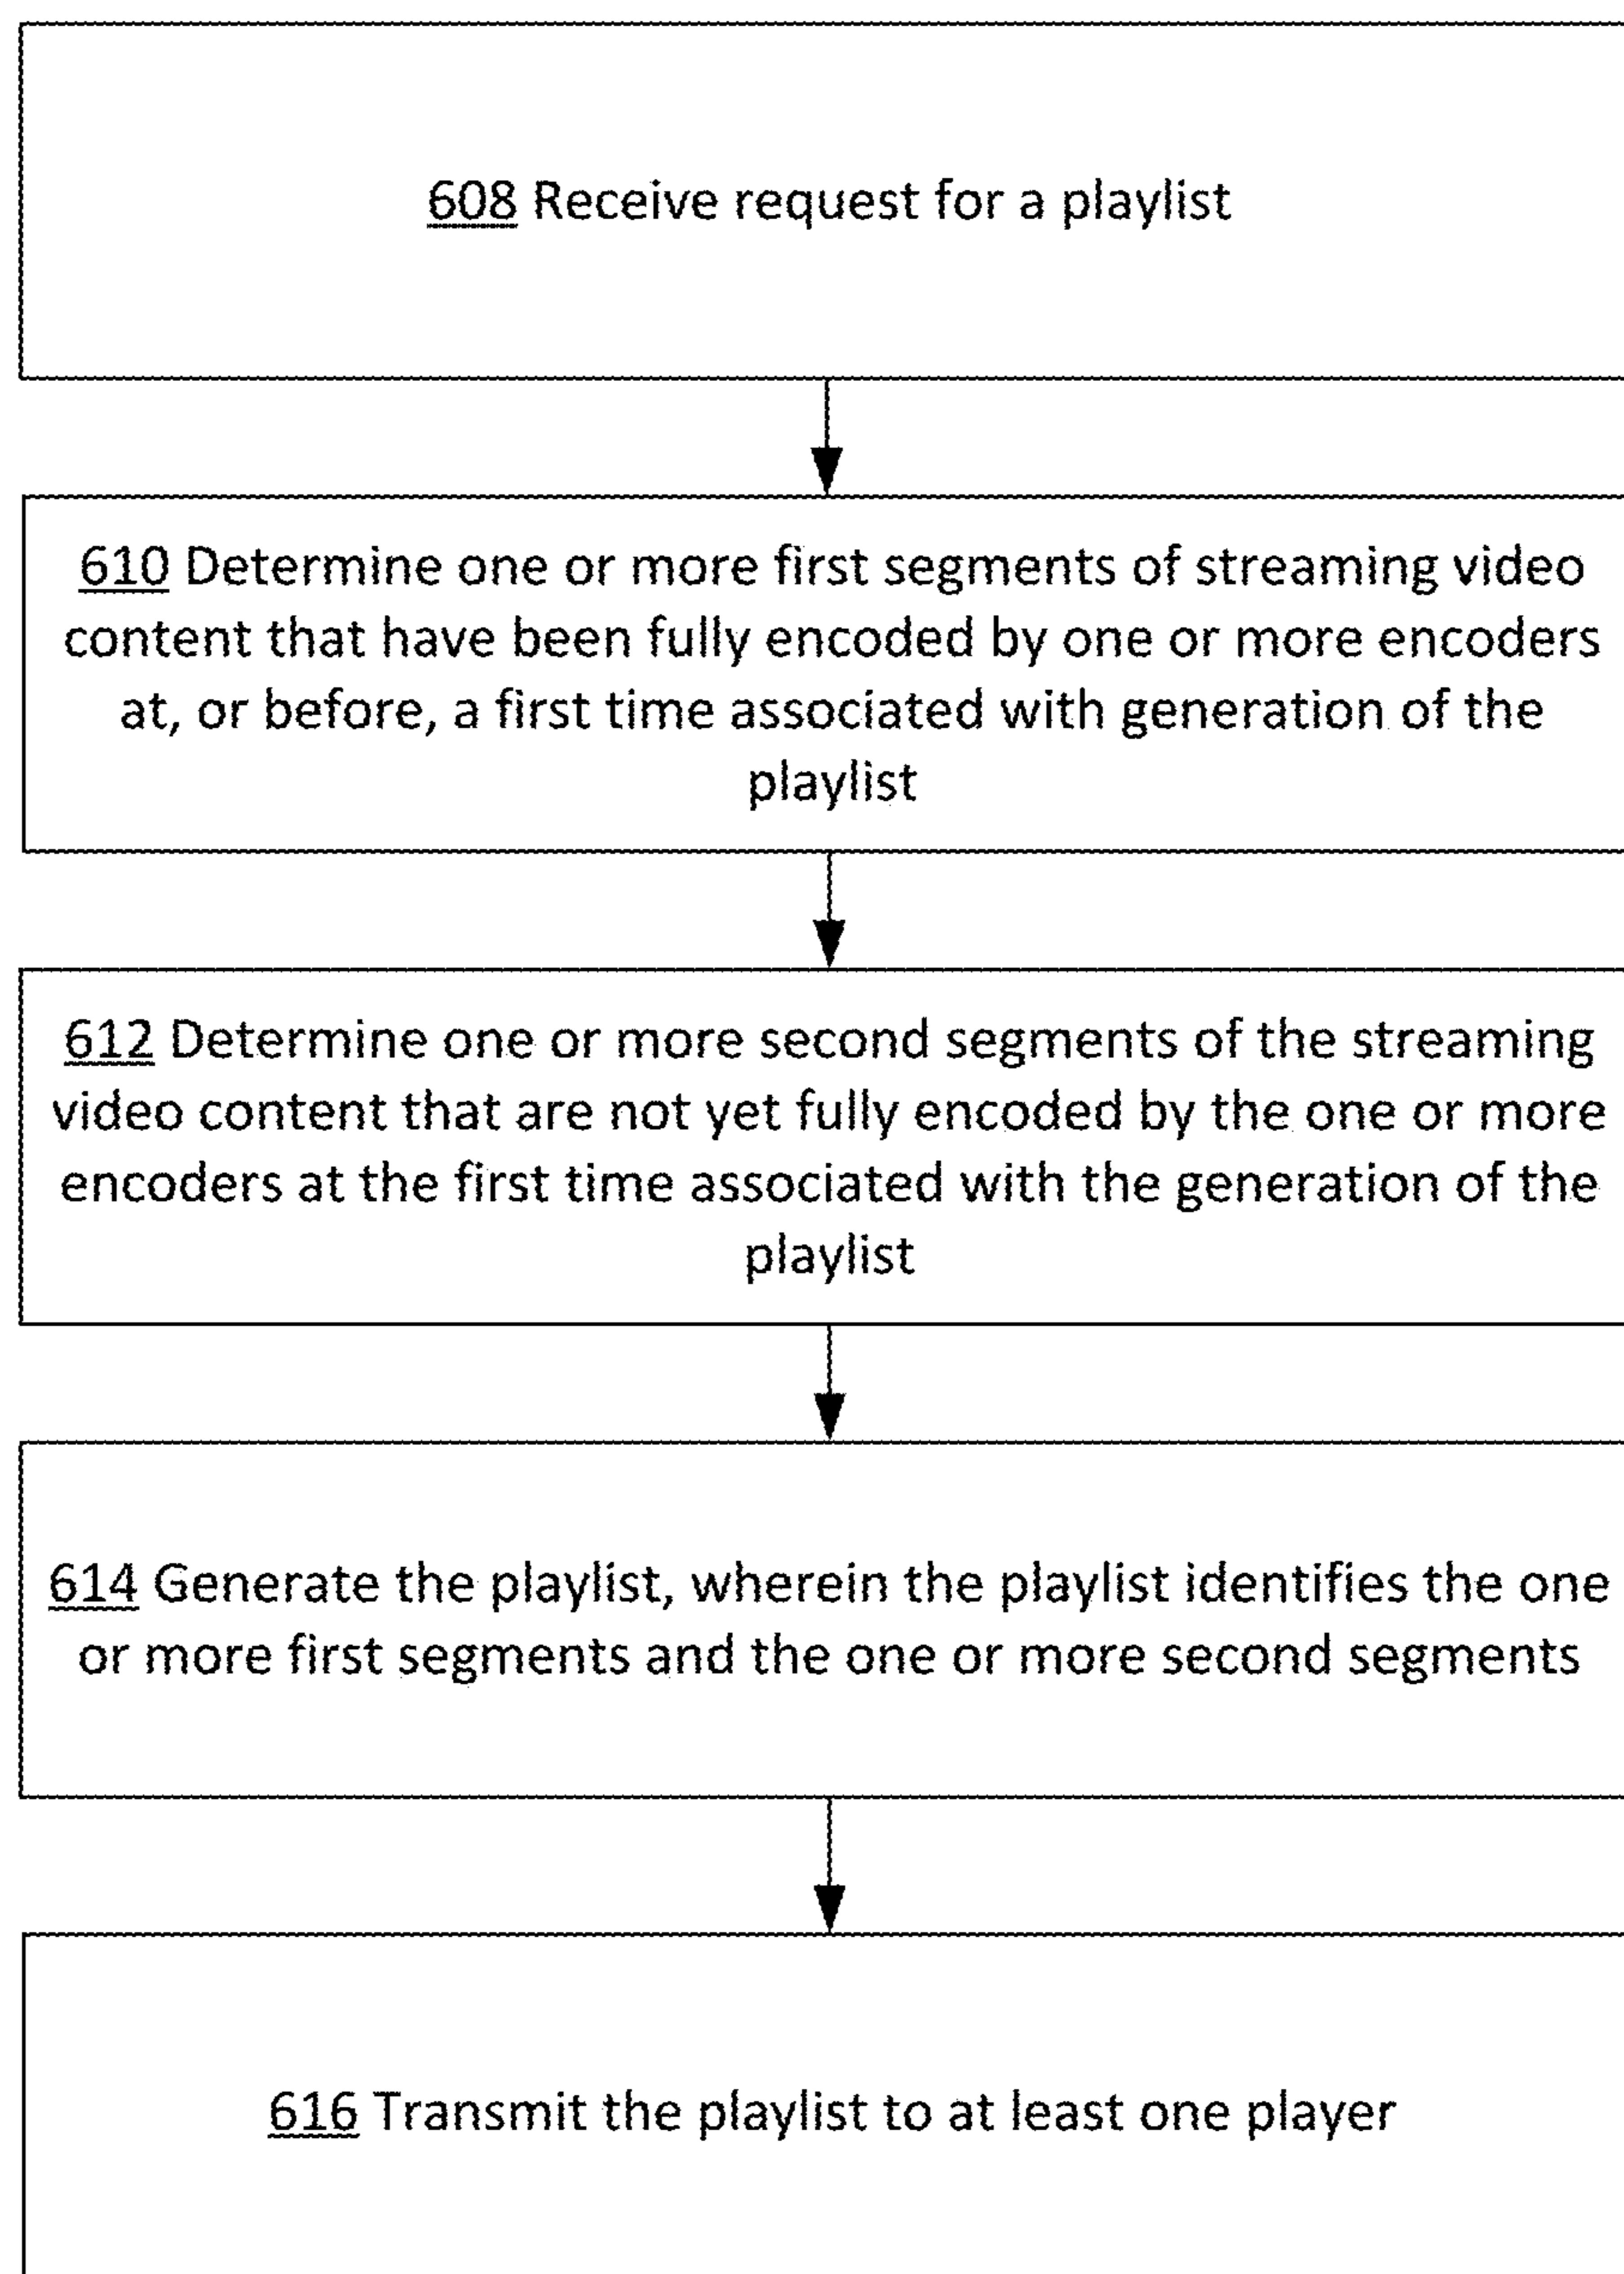 608 Receive request for a playlist
610 Determine one or more first segments of streaming video
content that have been fully encoded by one or more encoders
at, or before, a first time associated with generation of the
playlist
612 Determine one or more second segments of the streaming
video content that are not yet fully encoded by the one or more
encoders at the first time associated with the generation of the
playlist
614 Generate the playlist, wherein the playlist identifies the one
or more first segments and the one or more second segments
616 Transmit the playlist to at least one player